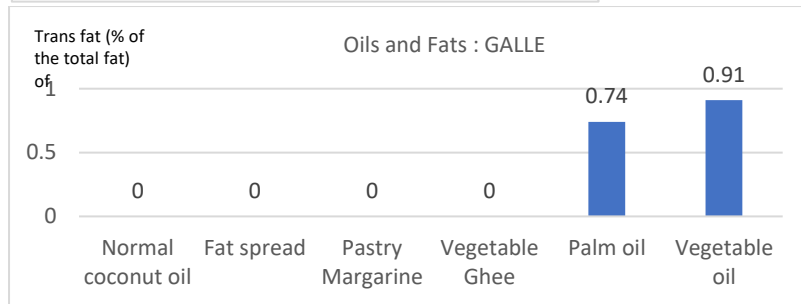 Trans fat (% of
the total fat)
of
Oils and Fats : GALLE
1
0.5
0
0
0
0
0
0.74
0.91
Normal
coconut oil
Fat spread
Pastry
Margarine
Vegetable
Ghee
Palm oil
Vegetable
oil